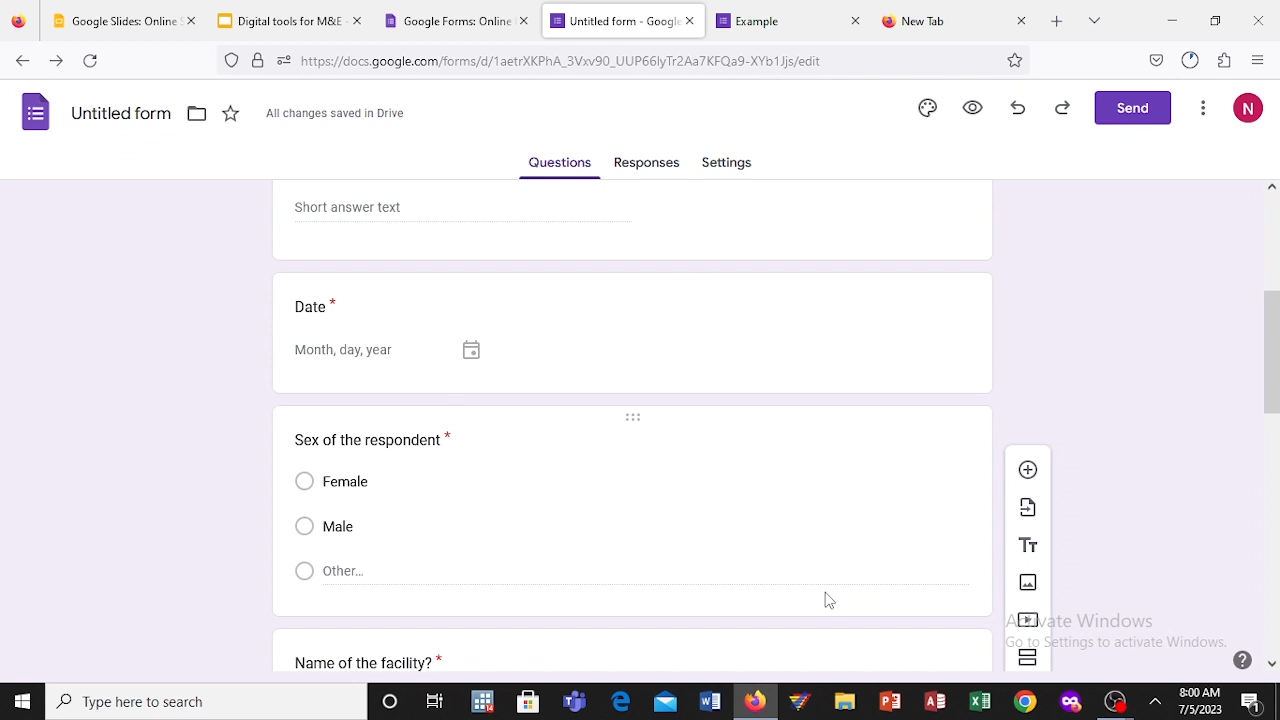 Google Slides: Online S
Digital tools for M&E -
Google Forms: Online
Untitled form - Google
Example
New Tab
https://docs.google.com/forms/d/1aetrXKPhA_3Vxv90_UUP66lyTr2Aa7KFQa9-XYb1Jjs/edit
Untitled form
All changes saved in Drive
Send
N
Questions
Responses
Settings
Short answer text
Date *
Month, day, year
Sex of the respondent *
Female
Male
Other...
Name of the facility? *
Tт
Activate Windows
Go to Settings to activate Windows.
Type here to search
8:00 AM
7/5/2023
1